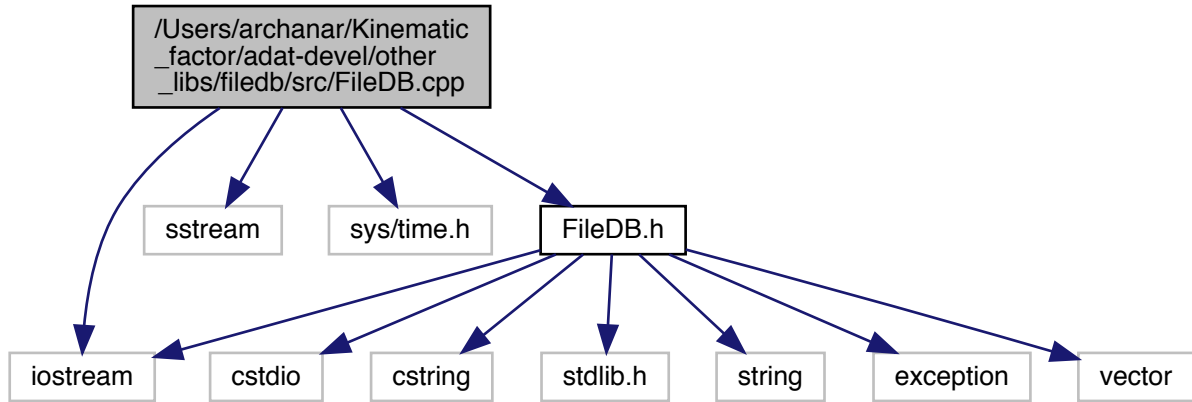 /Users/archanar/Kinematic
_factor/adat-devel/other
_libs/filedb/src/FileDB.cpp
sstream
sys/time.h
FileDB.h
iostream
cstdio
cstring
stdlib.h
string
exception
vector